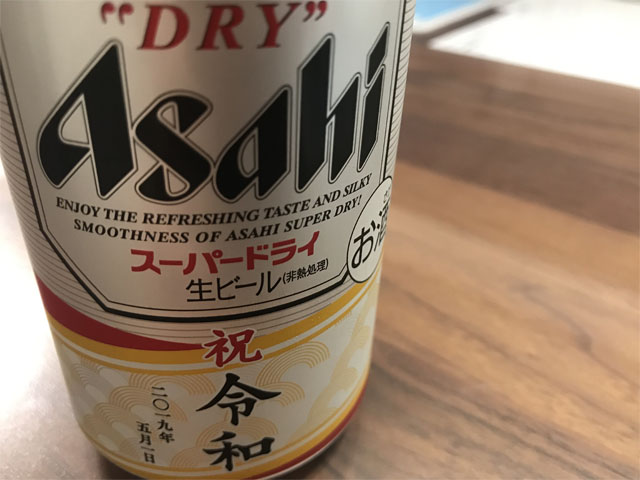 "DRY"
Asahi
ENJOY THE REFRESHING TASTE AND SILKY
SMOOTHNESS OF ASAHI SUPER DRY!
スーパードライ
生ビール(非熱処理)
お酒
祝
令和
二〇一九年
五月一日